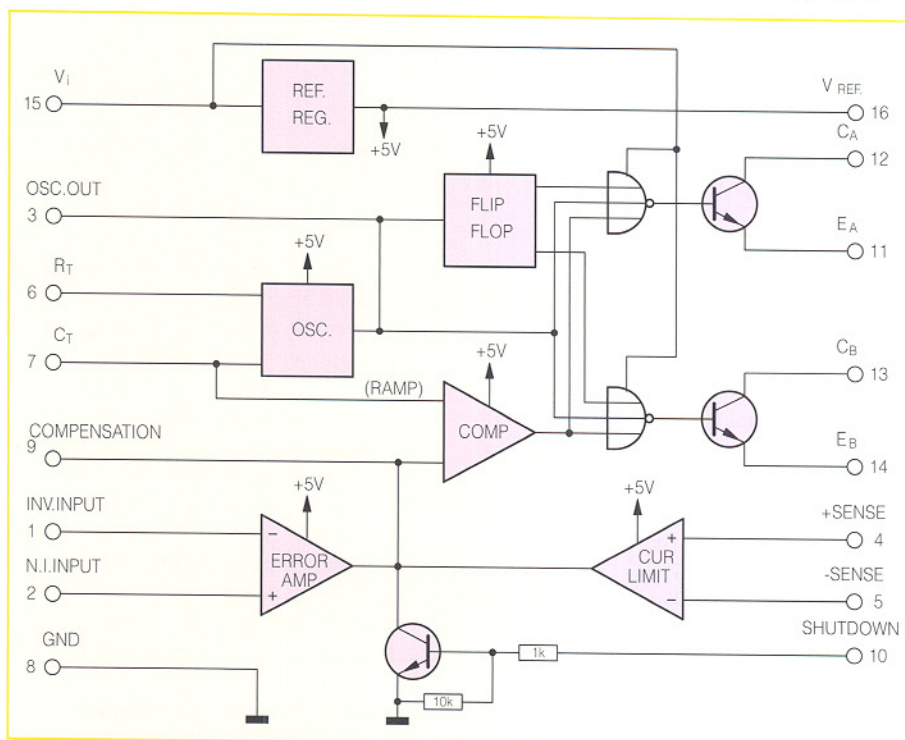 Vi
15
REF.
REG.
+5V
V REF.
16
CA
12
OSC.OUT
3
+5V
FLIP
FLOP
EA
11
RT
6
+5V
OSC.
CT
7
(RAMP)
+5V
COMP
CB
13
COMPENSATION
9
EB
14
INV.INPUT
1
+5V
−
ERROR
AMP
+
N.I.INPUT
2
+5V
+
CUR
LIMIT
−
+SENSE
4
-SENSE
5
GND
8
SHUTDOWN
10
1k
10k